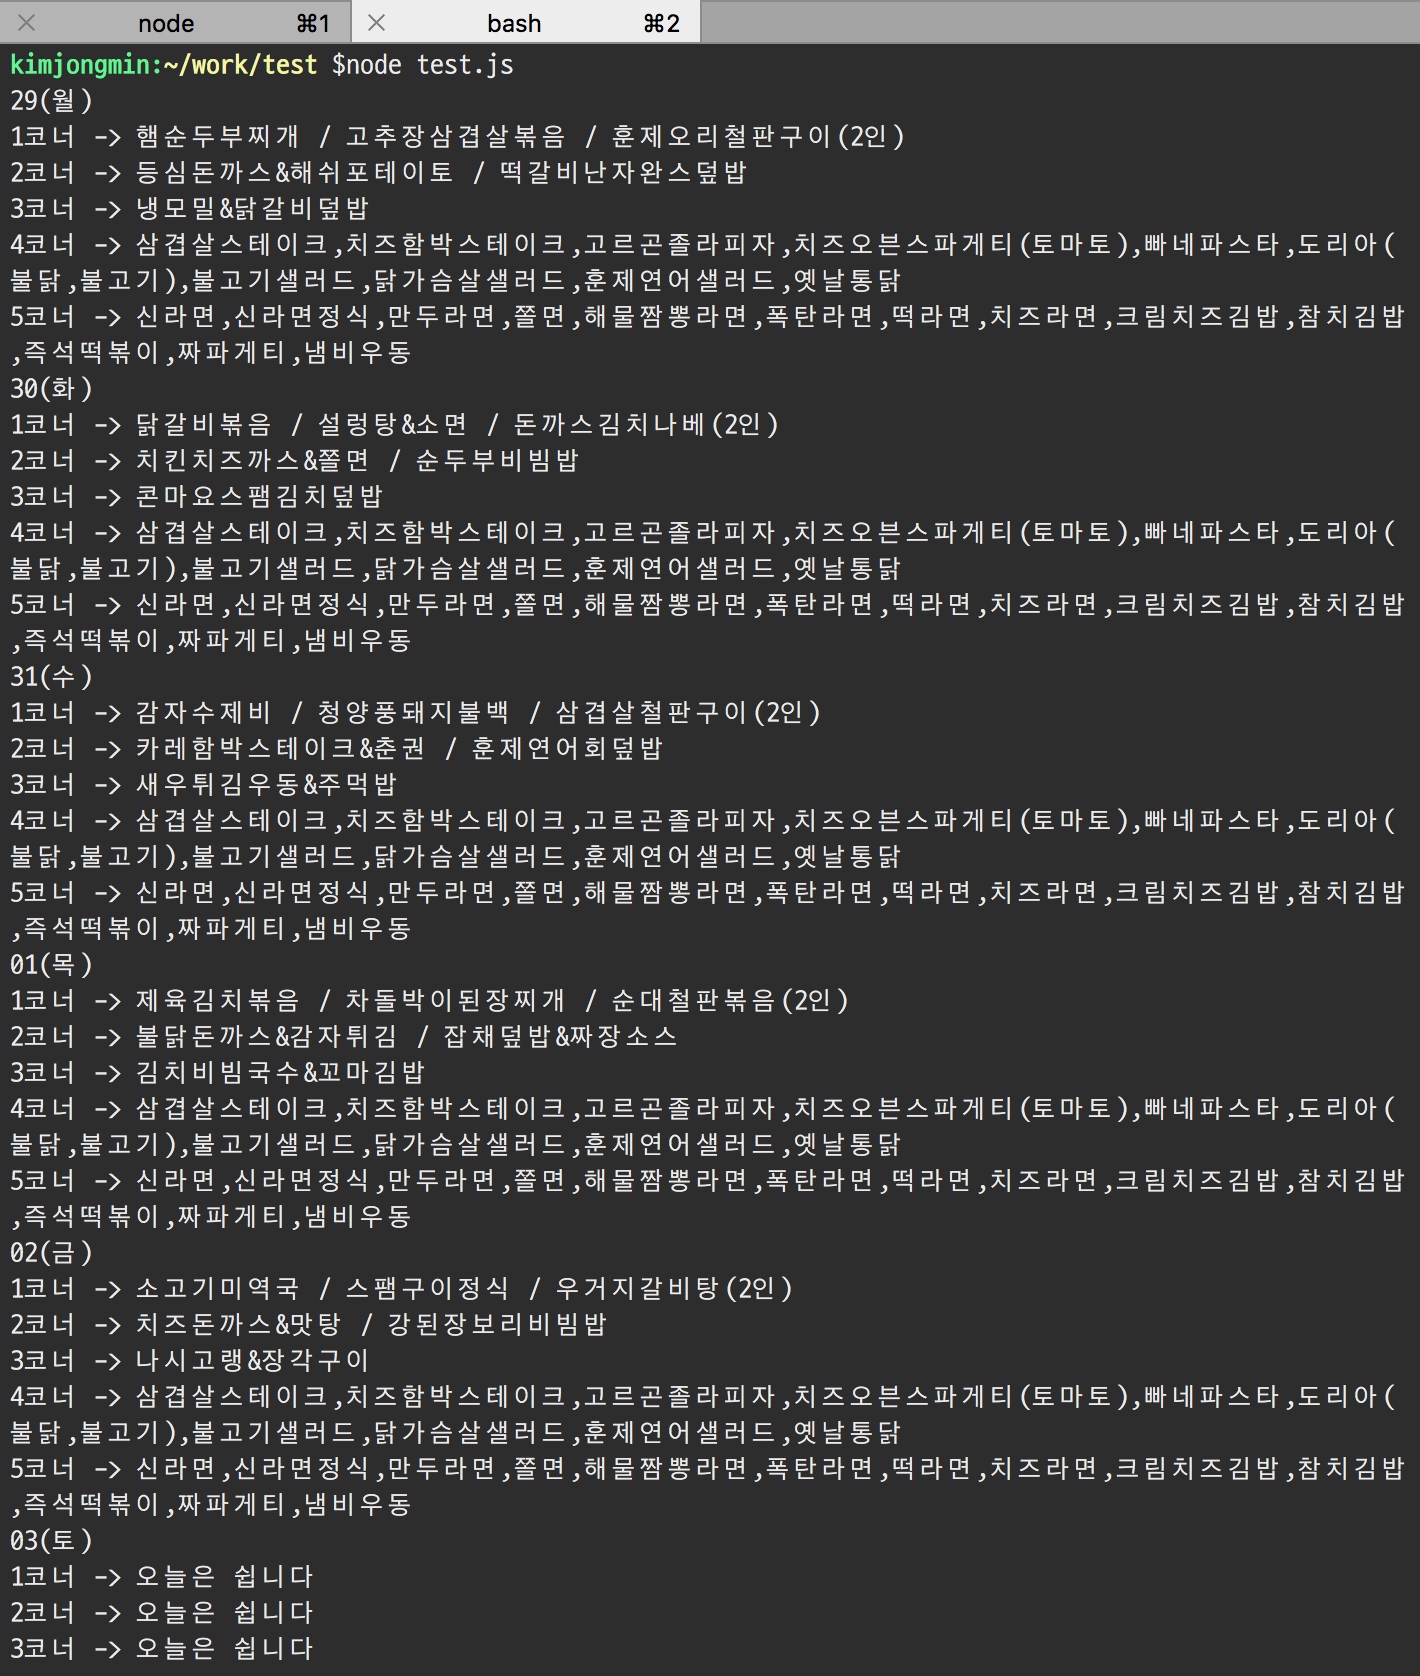 node ⌘1 bash ⌘2
kimjongmin:~/work/test $node test.js
29(월)
1코너 -> 햄순두부찌개 / 고추장삼겹살볶음 / 훈제오리철판구이(2인)
2코너 -> 등심돈까스&해쉬포테이토 / 떡갈비난자완스덮밥
3코너 -> 냉모밀&닭갈비덮밥
4코너 -> 삼겹살스테이크,치즈함박스테이크,고르곤졸라피자,치즈오븐스파게티(토마토),빠네파스타,도리아(
불닭,불고기),불고기샐러드,닭가슴살샐러드,훈제연어샐러드,옛날통닭
5코너 -> 신라면,신라면정식,만두라면,쫄면,해물짬뽕라면,폭탄라면,떡라면,치즈라면,크림치즈김밥,참치김밥
,즉석떡볶이,짜파게티,냄비우동
30(화)
1코너 -> 닭갈비볶음 / 설렁탕&소면 / 돈까스김치나베(2인)
2코너 -> 치킨치즈까스&쫄면 / 순두부비빔밥
3코너 -> 콘마요스팸김치덮밥
4코너 -> 삼겹살스테이크,치즈함박스테이크,고르곤졸라피자,치즈오븐스파게티(토마토),빠네파스타,도리아(
불닭,불고기),불고기샐러드,닭가슴살샐러드,훈제연어샐러드,옛날통닭
5코너 -> 신라면,신라면정식,만두라면,쫄면,해물짬뽕라면,폭탄라면,떡라면,치즈라면,크림치즈김밥,참치김밥
,즉석떡볶이,짜파게티,냄비우동
31(수)
1코너 -> 감자수제비 / 청양풍돼지불백 / 삼겹살철판구이(2인)
2코너 -> 카레함박스테이크&춘권 / 훈제연어회덮밥
3코너 -> 새우튀김우동&주먹밥
4코너 -> 삼겹살스테이크,치즈함박스테이크,고르곤졸라피자,치즈오븐스파게티(토마토),빠네파스타,도리아(
불닭,불고기),불고기샐러드,닭가슴살샐러드,훈제연어샐러드,옛날통닭
5코너 -> 신라면,신라면정식,만두라면,쫄면,해물짬뽕라면,폭탄라면,떡라면,치즈라면,크림치즈김밥,참치김밥
,즉석떡볶이,짜파게티,냄비우동
01(목)
1코너 -> 제육김치볶음 / 차돌박이된장찌개 / 순대철판볶음(2인)
2코너 -> 불닭돈까스&감자튀김 / 잡채덮밥&짜장소스
3코너 -> 김치비빔국수&꼬마김밥
4코너 -> 삼겹살스테이크,치즈함박스테이크,고르곤졸라피자,치즈오븐스파게티(토마토),빠네파스타,도리아(
불닭,불고기),불고기샐러드,닭가슴살샐러드,훈제연어샐러드,옛날통닭
5코너 -> 신라면,신라면정식,만두라면,쫄면,해물짬뽕라면,폭탄라면,떡라면,치즈라면,크림치즈김밥,참치김밥
,즉석떡볶이,짜파게티,냄비우동
02(금)
1코너 -> 소고기미역국 / 스팸구이정식 / 우거지갈비탕(2인)
2코너 -> 치즈돈까스&맛탕 / 강된장보리비빔밥
3코너 -> 나시고랭&장각구이
4코너 -> 삼겹살스테이크,치즈함박스테이크,고르곤졸라피자,치즈오븐스파게티(토마토),빠네파스타,도리아(
불닭,불고기),불고기샐러드,닭가슴살샐러드,훈제연어샐러드,옛날통닭
5코너 -> 신라면,신라면정식,만두라면,쫄면,해물짬뽕라면,폭탄라면,떡라면,치즈라면,크림치즈김밥,참치김밥
,즉석떡볶이,짜파게티,냄비우동
03(토)
1코너 -> 오늘은 쉽니다
2코너 -> 오늘은 쉽니다
3코너 -> 오늘은 쉽니다